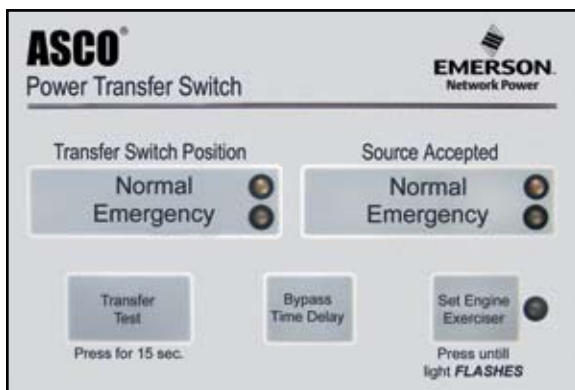 ASCO®
Power Transfer Switch
EMERSON
Network Power
Transfer Switch Position
Normal
Emergency
Source Accepted
Normal
Emergency
Transfer
Test
Press for 15 sec.
Bypass
Time Delay
Set Engine
Exerciser
Press untill
light FLASHES